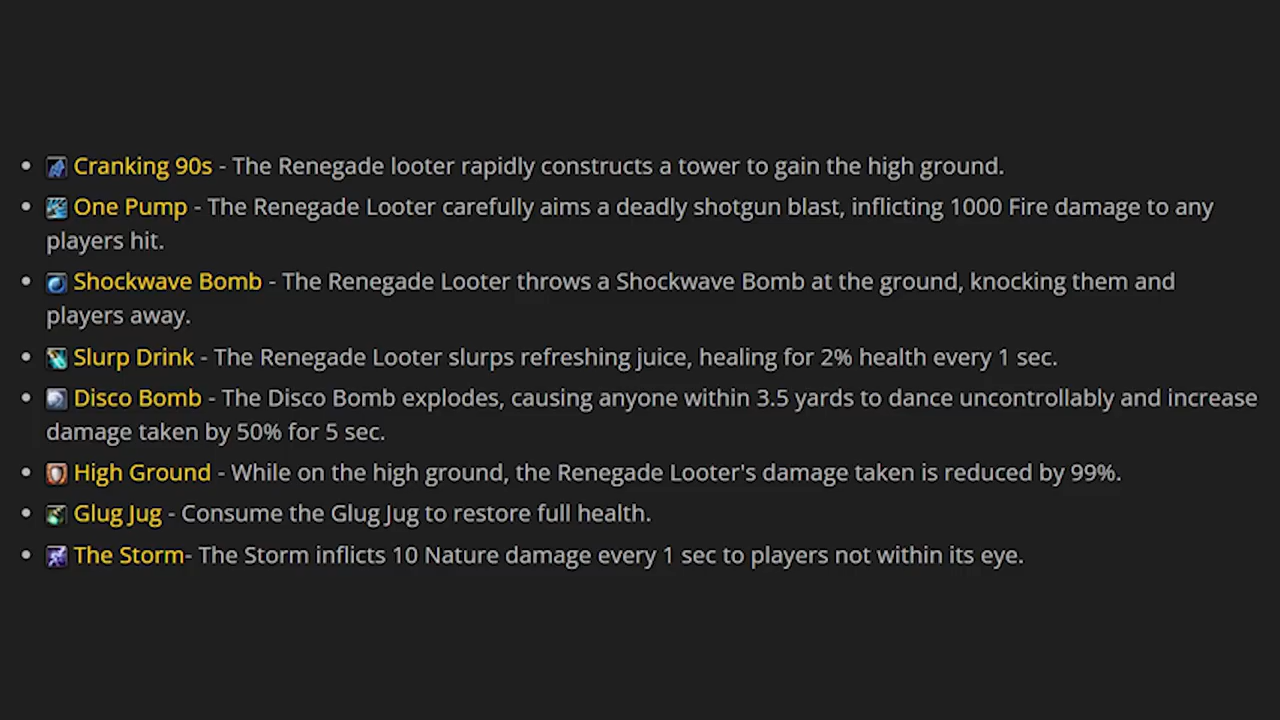 Cranking 90s - The Renegade looter rapidly constructs a tower to gain the high ground.
One Pump - The Renegade Looter carefully aims a deadly shotgun blast, inflicting 1000 Fire damage to any
players hit.
Shockwave Bomb - The Renegade Looter throws a Shockwave Bomb at the ground, knocking them and
players away.
Slurp Drink - The Renegade Looter slurps refreshing juice, healing for 2% health every 1 sec.
Disco Bomb - The Disco Bomb explodes, causing anyone within 3.5 yards to dance uncontrollably and increase
damage taken by 50% for 5 sec.
High Ground - While on the high ground, the Renegade Looter's damage taken is reduced by 99%.
Glug Jug - Consume the Glug Jug to restore full health.
The Storm- The Storm inflicts 10 Nature damage every 1 sec to players not within its eye.